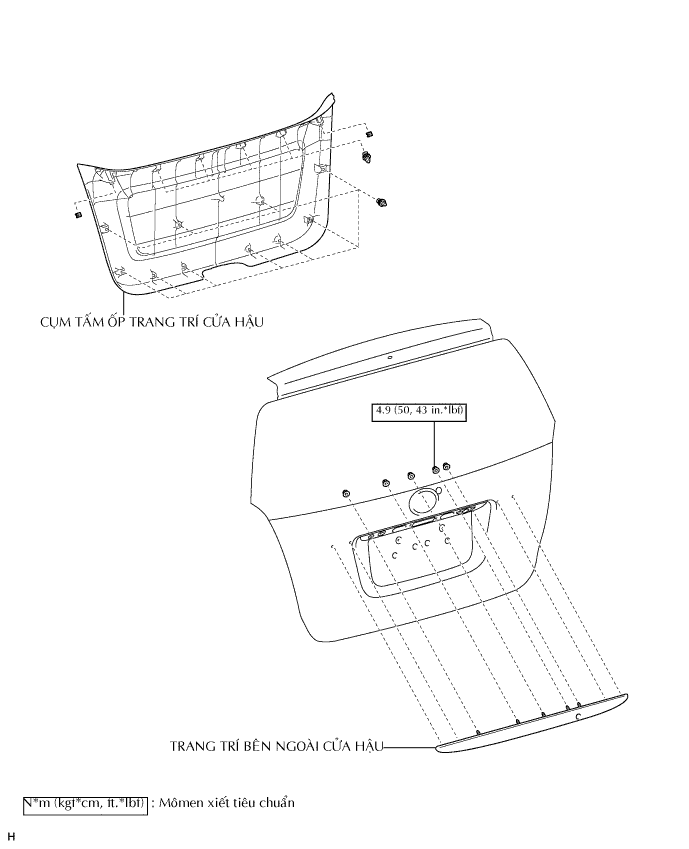 CỤM TẤM ỐP TRANG TRÍ CỬA HẬU
4.9 (50, 43 in.*lbf)
TRANG TRÍ BÊN NGOÀI CỬA HẬU
N*m (kgf*cm, ft.*lbf) : Mômen xiết tiêu chuẩn
H